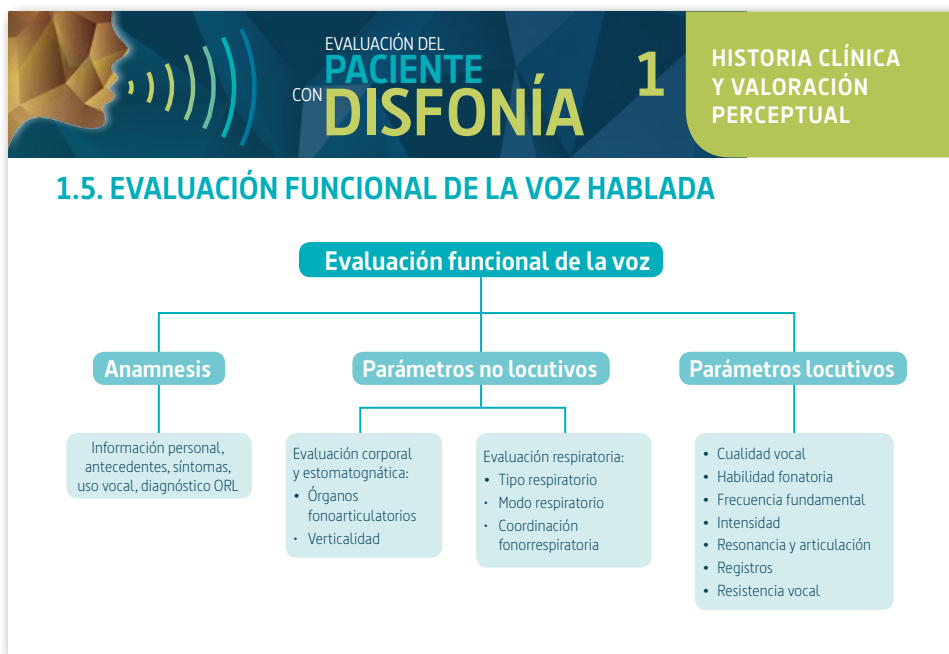 EVALUACIÓN DEL
PACIENTE
CON DISFONÍA
1
HISTORIA CLÍNICA
Y VALORACIÓN
PERCEPTUAL
1.5. EVALUACIÓN FUNCIONAL DE LA VOZ HABLADA
Evaluación funcional de la voz
Anamnesis
Información personal,
antecedentes, síntomas,
uso vocal, diagnóstico ORL
Parámetros no locutivos
Evaluación corporal
y estomatognática:
• Órganos
fonoarticulatorios
• Verticalidad
Evaluación respiratoria:
• Tipo respiratorio
• Modo respiratorio
• Coordinación
fonorrespiratoria
Parámetros locutivos
• Cualidad vocal
• Habilidad fonatoria
• Frecuencia fundamental
• Intensidad
• Resonancia y articulación
• Registros
• Resistencia vocal